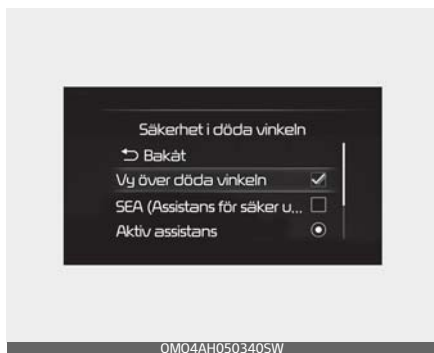 Säkerhet i döda vinkeln
Bakåt
Vy över döda vinkeln
SEA (Assistans för säker u...
Aktiv assistans
OMO4AH050340SW